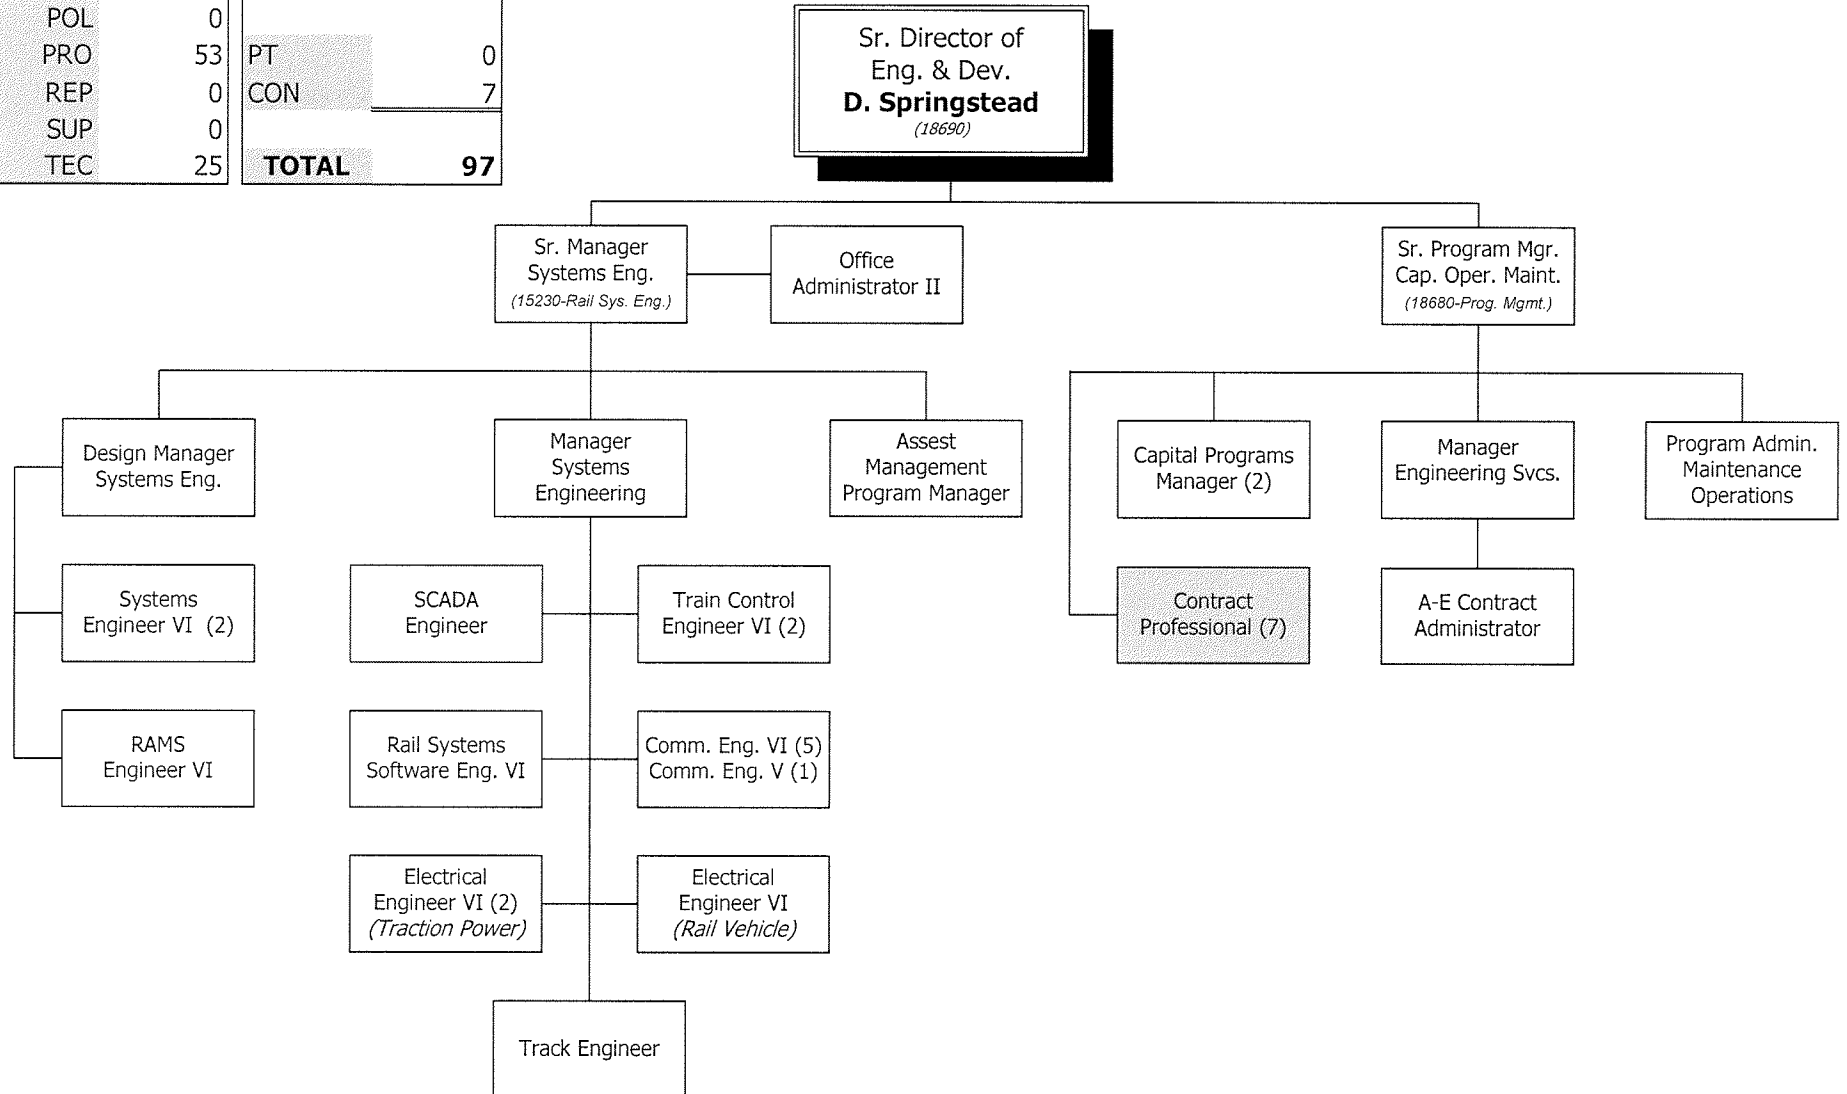 POL 0
PRO 53 PT 0
REP 0 CON 7
SUP 0
TEC 25 TOTAL 97
Sr. Director of
Eng. & Dev.
D. Springstead
(18690)
Sr. Manager
Systems Eng.
(15230-Rail Sys. Eng.)
Office
Administrator II
Sr. Program Mgr.
Cap. Oper. Maint.
(18680-Prog. Mgmt.)
Design Manager
Systems Eng.
Manager
Systems
Engineering
Assest
Management
Program Manager
Capital Programs
Manager (2)
Manager
Engineering Svcs.
Program Admin.
Maintenance
Operations
Systems
Engineer VI (2)
SCADA
Engineer
Train Control
Engineer VI (2)
Contract
Professional (7)
A-E Contract
Administrator
RAMS
Engineer VI
Rail Systems
Software Eng. VI
Comm. Eng. VI (5)
Comm. Eng. V (1)
Electrical
Engineer VI (2)
(Traction Power)
Electrical
Engineer VI
(Rail Vehicle)
Track Engineer